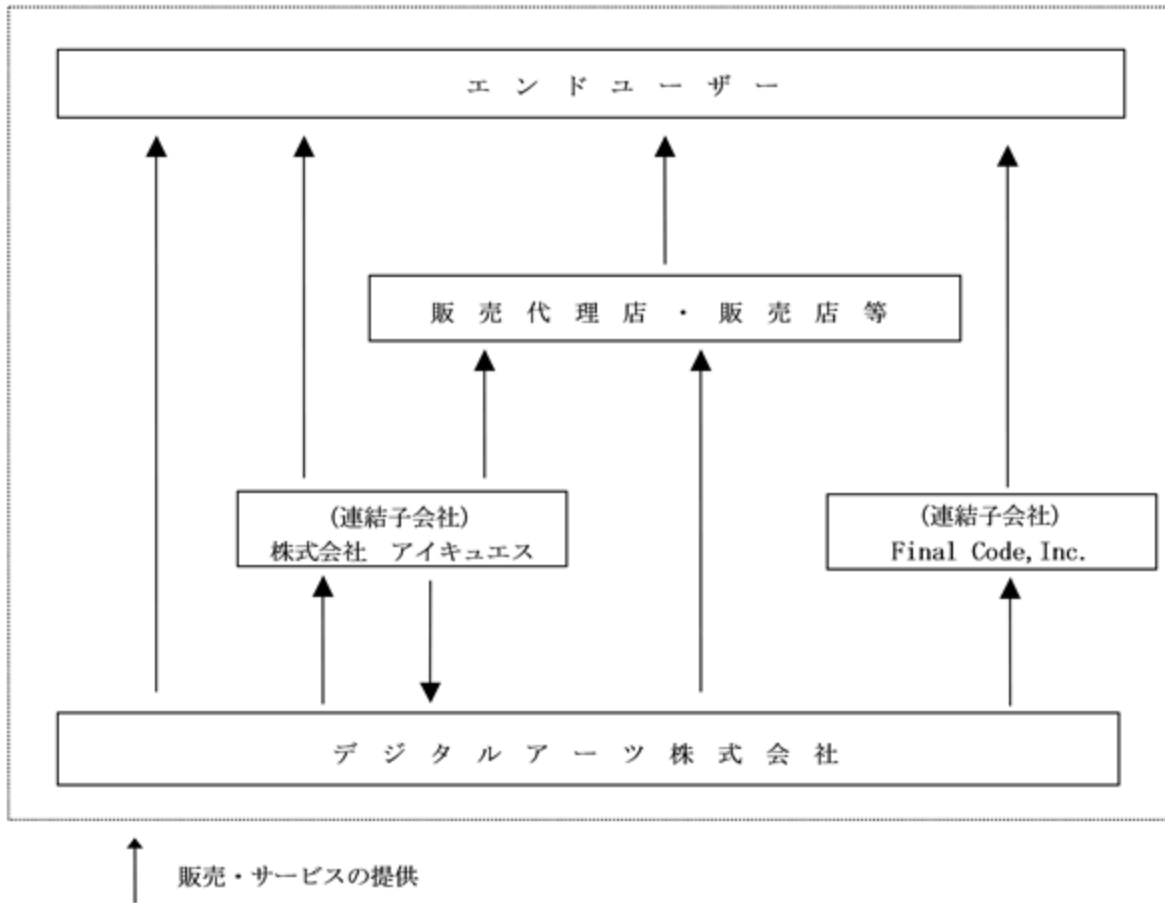 エンドユーザー
販売代理店・販売店等
(連結子会社)
株式会社　アイキュエス
(連結子会社)
Final Code,Inc.
デジタルアーツ株式会社
販売・サービスの提供